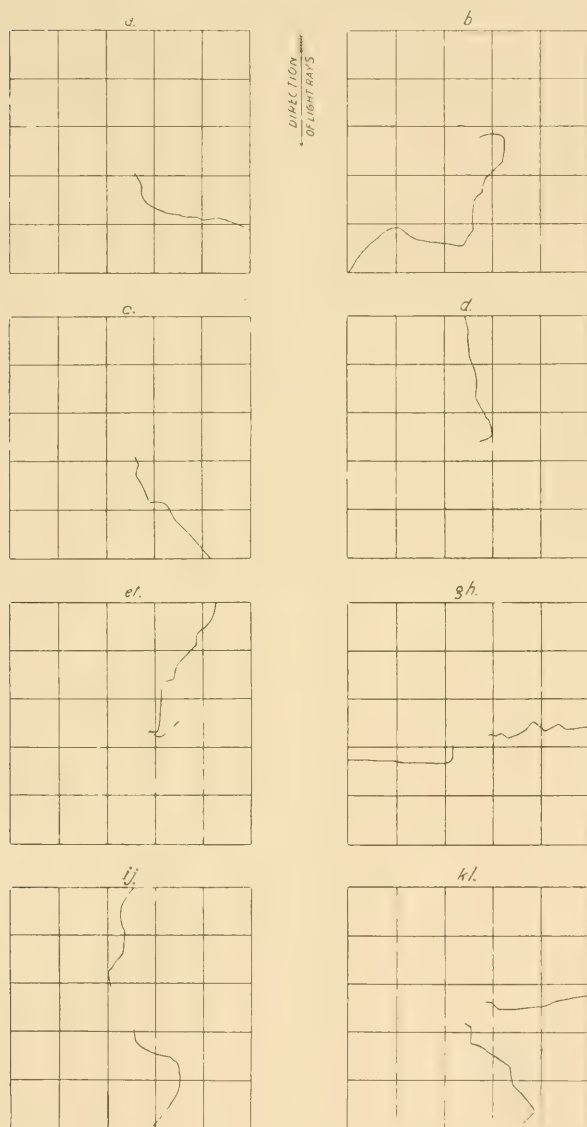 a.
b
DIRECTION
OF LIGHT RAYS
c.
d.
ef.
gh.
ij.
kl.